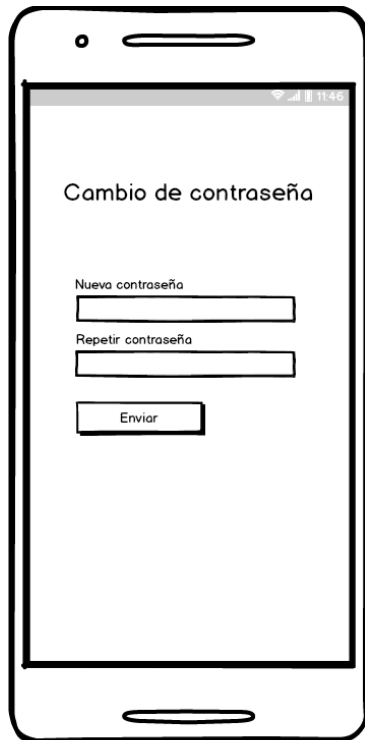 11:46
Cambio de contraseña
Nueva contraseña
Repetir contraseña
Enviar